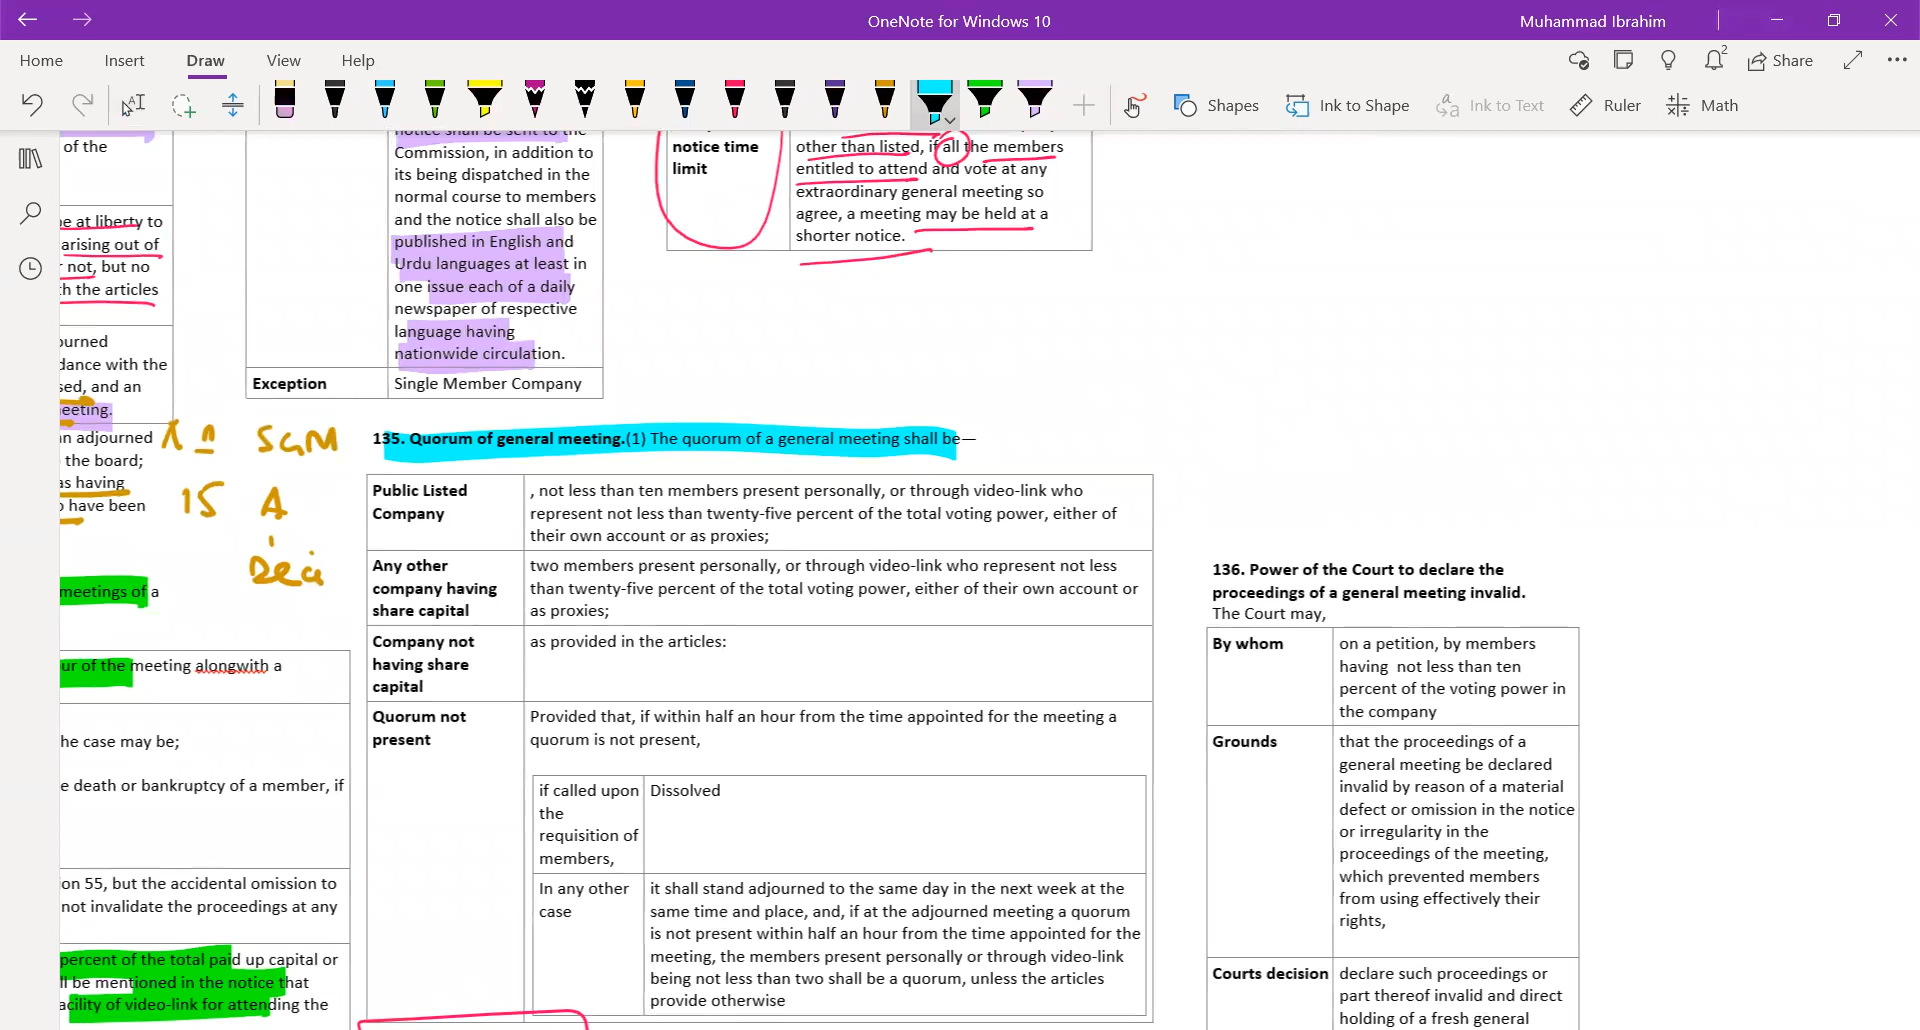 OneNote for Windows 10
Muhammad Ibrahim
Home
Insert
Draw
View
Help
2
Share
Shapes
Ink to Shape
Ink to Text
Ruler
Math
of the
e at liberty to
arising out of
not, but no
th the articles
ourned
dance with the
sed, and an
eeting.
an adjourned
the board;
as having
have been
meetings of a
ur of the meeting alongwith a
he case may be;
e death or bankruptcy of a member, if
on 55, but the accidental omission to
not invalidate the proceedings at any
percent of the total paid up capital or
ll be mentioned in the notice that
acility of video-link for attending the
notice shall be sent to the
Commission, in addition to
its being dispatched in the
normal course to members
and the notice shall also be
published in English and
Urdu languages at least in
one issue each of a daily
newspaper of respective
language having
nationwide circulation.
Exception
Single Member Company
notice time
limit
other than listed, if all the members
entitled to attend and vote at any
extraordinary general meeting so
agree, a meeting may be held at a
shorter notice.
SGM
15 A
Deci
135. Quorum of general meeting.(1) The quorum of a general meeting shall be—
Public Listed
Company
, not less than ten members present personally, or through video-link who
represent not less than twenty-five percent of the total voting power, either of
their own account or as proxies;
Any other
company having
share capital
two members present personally, or through video-link who represent not less
than twenty-five percent of the total voting power, either of their own account or
as proxies;
Company not
having share
capital
as provided in the articles:
Quorum not
present
Provided that, if within half an hour from the time appointed for the meeting a
quorum is not present,
if called upon
the
requisition of
members,
Dissolved
In any other
case
it shall stand adjourned to the same day in the next week at the
same time and place, and, if at the adjourned meeting a quorum
is not present within half an hour from the time appointed for the
meeting, the members present personally or through video-link
being not less than two shall be a quorum, unless the articles
provide otherwise
136. Power of the Court to declare the
proceedings of a general meeting invalid.
The Court may,
By whom
on a petition, by members
having not less than ten
percent of the voting power in
the company
Grounds
that the proceedings of a
general meeting be declared
invalid by reason of a material
defect or omission in the notice
or irregularity in the
proceedings of the meeting,
which prevented members
from using effectively their
rights,
Courts decision
declare such proceedings or
part thereof invalid and direct
holding of a fresh general